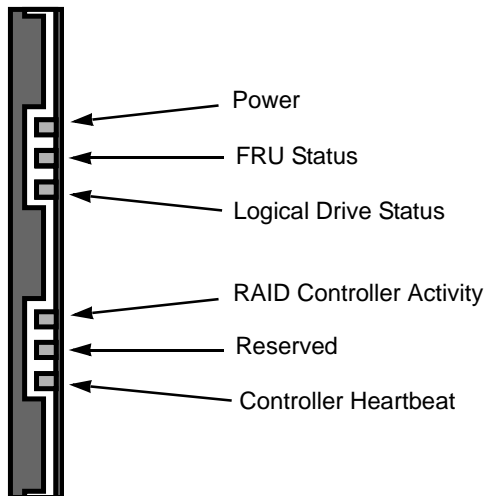 Power
FRU Status
Logical Drive Status
RAID Controller Activity
Reserved
Controller Heartbeat